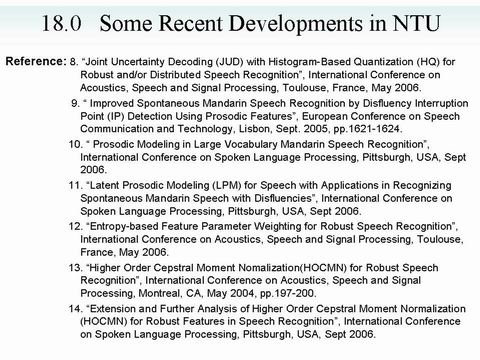 18.0 Some Recent Developments in NTU
Reference: 8. “Joint Uncertainty Decoding (JUD) with Histogram-Based Quantization (HQ) for
Robust and/or Distributed Speech Recognition”, International Conference on
Acoustics, Speech and Signal Processing, Toulouse, France, May 2006.
9. “ Improved Spontaneous Mandarin Speech Recognition by Disfluency Interruption
Point (IP) Detection Using Prosodic Features”, European Conference on Speech
Communication and Technology, Lisbon, Sept. 2005, pp.1621-1624.
10. “ Prosodic Modeling in Large Vocabulary Mandarin Speech Recognition”,
International Conference on Spoken Language Processing, Pittsburgh, USA, Sept
2006.
11. “Latent Prosodic Modeling (LPM) for Speech with Applications in Recognizing
Spontaneous Mandarin Speech with Disfluencies”, International Conference on
Spoken Language Processing, Pittsburgh, USA, Sept 2006.
12. “Entropy-based Feature Parameter Weighting for Robust Speech Recognition”,
International Conference on Acoustics, Speech and Signal Processing, Toulouse,
France, May 2006.
13. “Higher Order Cepstral Moment Nomalization(HOCMN) for Robust Speech
Recognition”, International Conference on Acoustics, Speech and Signal
Processing, Montreal, CA, May 2004, pp.197-200.
14. “Extension and Further Analysis of Higher Order Cepstral Moment Normalization
(HOCMN) for Robust Features in Speech Recognition”, International Conference
on Spoken Language Processing, Pittsburgh, USA, Sept 2006.